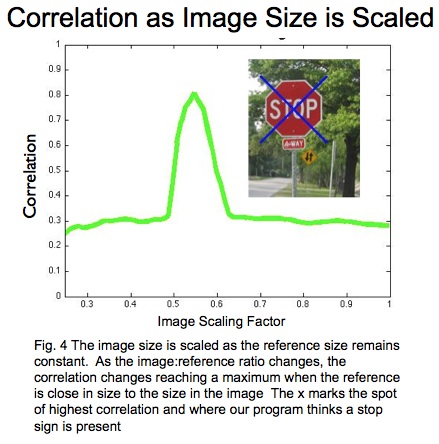 Correlation as Image Size is Scaled
1
0.9
0.8
0.7
0.6
0.5
0.4
0.3
0.2
0.1
0
Correlation
STOP
4-WAY
0.3 0.4 0.5 0.6 0.7 0.8 0.9 1
Image Scaling Factor
Fig. 4 The image size is scaled as the reference size remains
constant. As the image:reference ratio changes, the
correlation changes reaching a maximum when the reference
is close in size to the size in the image The x marks the spot
of highest correlation and where our program thinks a stop
sign is present